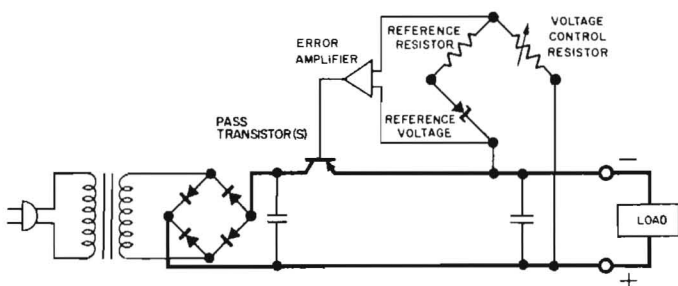 REFERENCE
RESISTOR
VOLTAGE
CONTROL
RESISTOR
ERROR
AMPLIFIER
PASS
TRANSISTOR(S)
REFERENCE
VOLTAGE
−
LOAD
+